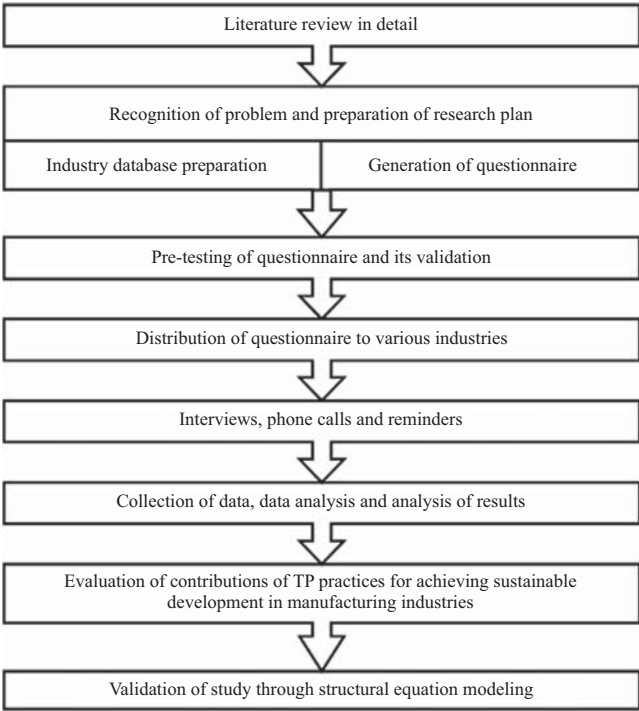 Literature review in detail
Recognition of problem and preparation of research plan
Industry database preparation
Generation of questionnaire
Pre-testing of questionnaire and its validation
Distribution of questionnaire to various industries
Interviews, phone calls and reminders
Collection of data, data analysis and analysis of results
Evaluation of contributions of TP practices for achieving sustainable
development in manufacturing industries
Validation of study through structural equation modeling